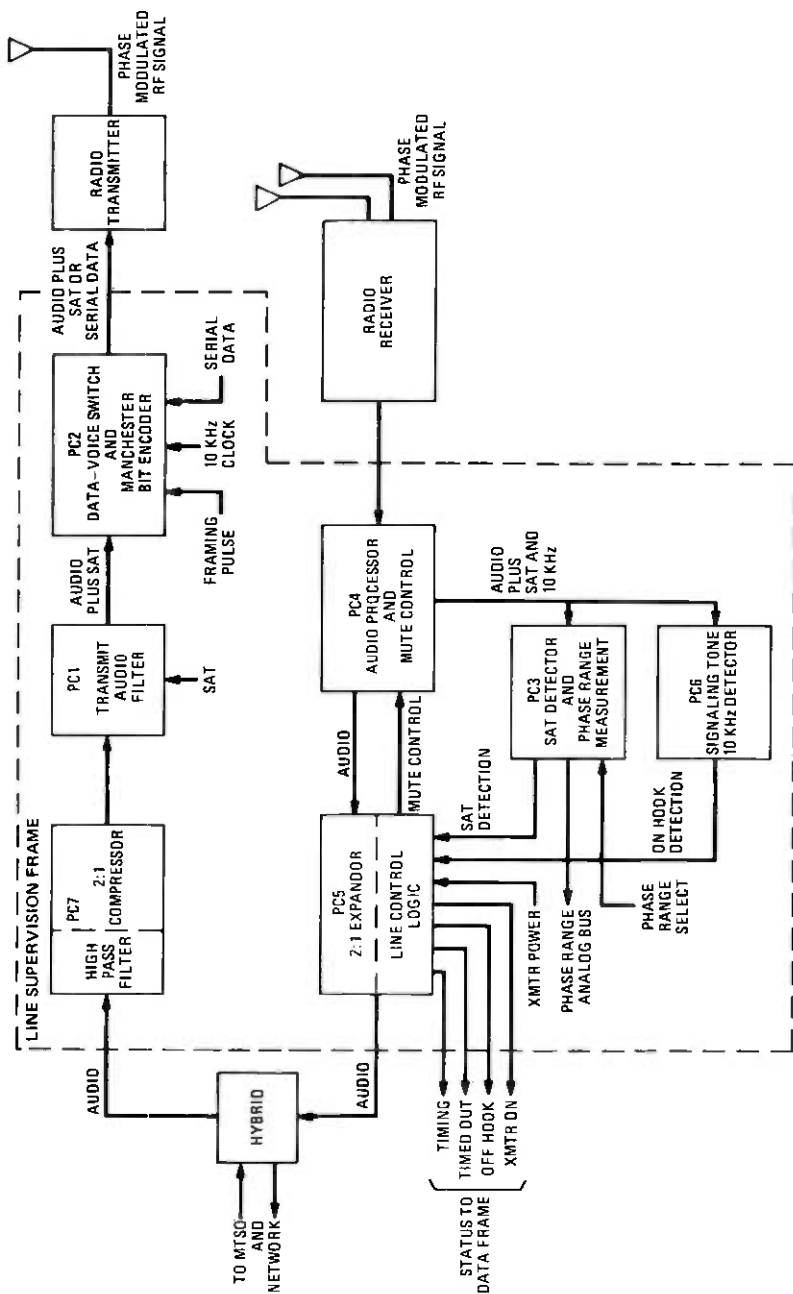 LINE SUPERVISION FRAME
TO MTSO
AND
NETWORK
HYBRID
AUDIO
HIGH
PASS
FILTER
PC7
2:1
COMPRESSOR
PC1
TRANSMIT
AUDIO
FILTER
SAT
AUDIO
PLUS SAT
PC2
DATA-VOICE SWITCH
AND
MANCHESTER
BIT ENCODER
FRAMING
PULSE
10 KHz
CLOCK
SERIAL
DATA
AUDIO PLUS
SAT OR
SERIAL DATA
RADIO
TRANSMITTER
PHASE
MODULATED
RF SIGNAL
AUDIO
PC5
2:1 EXPANDOR
LINE CONTROL
LOGIC
AUDIO
MUTE CONTROL
PC4
AUDIO PROCESSOR
AND
MUTE CONTROL
RADIO
RECEIVER
PHASE
MODULATED
RF SIGNAL
AUDIO
PLUS
SAT AND
10 KHz
PC3
SAT DETECTOR
AND
PHASE RANGE
MEASUREMENT
PC6
SIGNALING TONE
10 KHz DETECTOR
SAT
DETECTION
ON HOOK
DETECTION
XMTR POWER
PHASE RANGE
ANALOG BUS
PHASE
RANGE
SELECT
TIMING
TIMED OUT
OFF HOOK
XMTR ON
STATUS TO
DATA FRAME